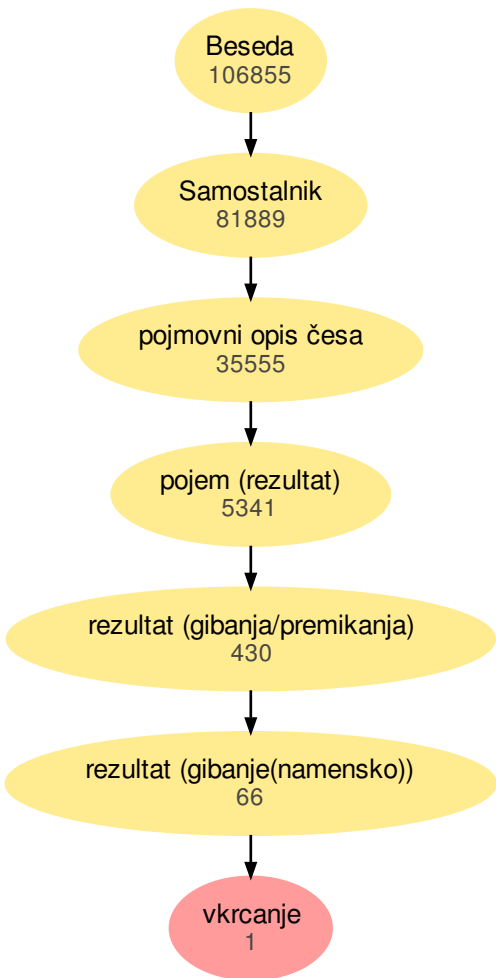 Beseda
106855
Samostalnik
81889
pojmovni opis česa
35555
pojem (rezultat)
5341
rezultat (gibanja/premikanja)
430
rezultat (gibanje(namensko))
66
vkrcanje
1